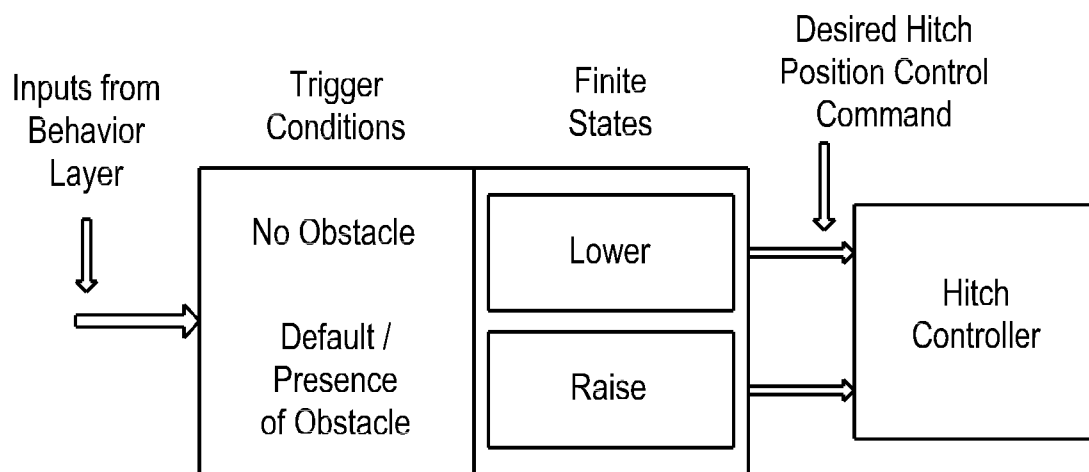 Inputs from
Behavior
Layer
Trigger
Conditions
Finite
States
Desired Hitch
Position Control
Command
No Obstacle
Default /
Presence
of Obstacle
Lower
Raise
Hitch
Controller